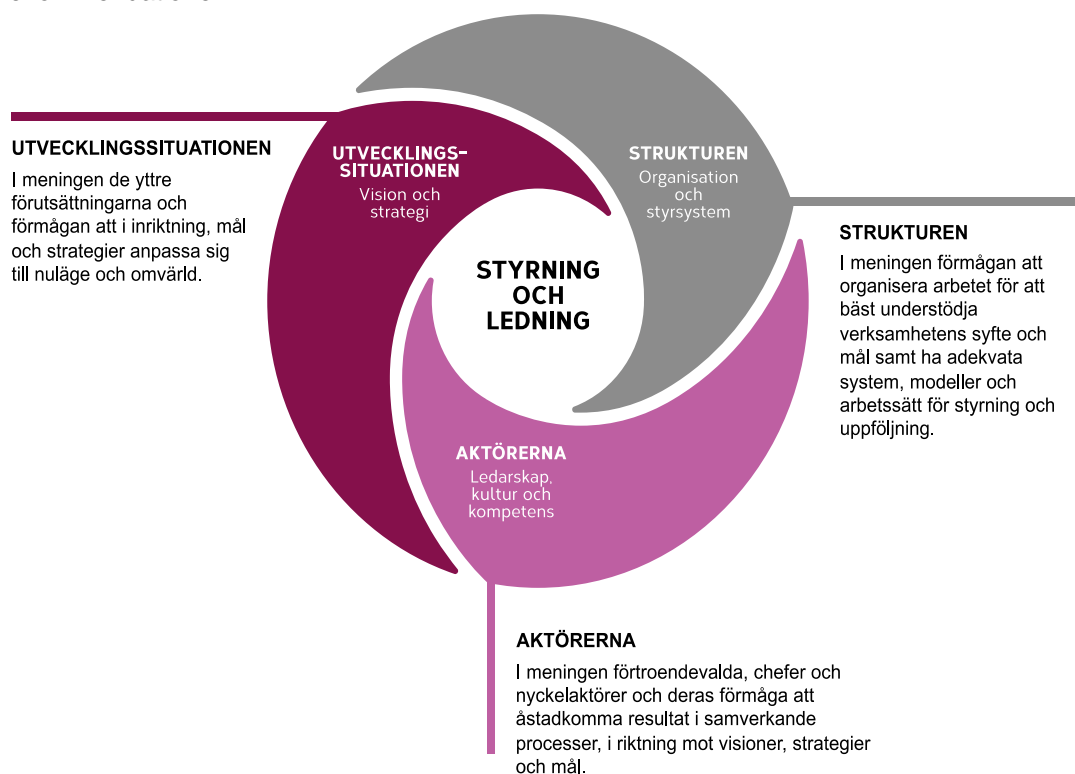 UTVECKLINGSSITUATIONEN
I meningen de yttre
förutsättningarna och
förmågan att i inriktning, mål
och strategier anpassa sig
till nuläge och omvärld.
UTVECKLINGS-
SITUATIONEN
Vision och
strategi
STRUKTUREN
Organisation
och
styrsystem
STYRNING
OCH
LEDNING
STRUKTUREN
I meningen förmågan att
organisera arbetet för att
bäst understödja
verksamhetens syfte och
mål samt ha adekvata
system, modeller och
arbetssätt för styrning och
uppföljning.
AKTÖRERNA
Ledarskap,
kultur och
kompetens
AKTÖRERNA
I meningen förtroendevalda, chefer och
nyckelaktörer och deras förmåga att
åstadkomma resultat i samverkande
processer, i riktning mot visioner, strategier
och mål.